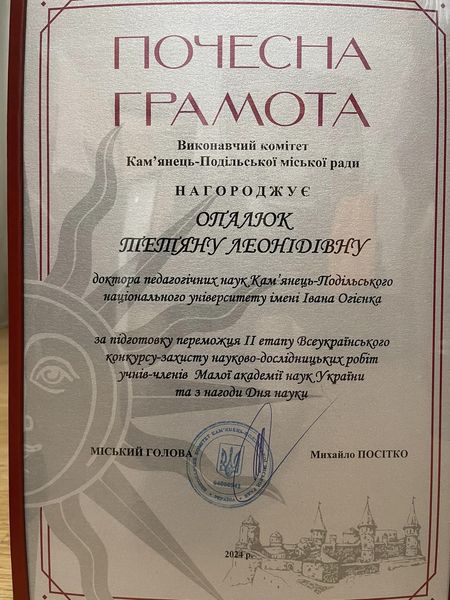 ПОЧЕСНА
ГРАМОТА
Виконавчий комітет
Кам’янець-Подільської міської ради
НАГОРОДЖУЄ
ОПАЛЮК
ТЕТЯНУ ЛЕОНІДІВНУ
доктора педагогічних наук Кам’янець-Подільського
національного університету імені Івана Огієнка
за підготовку переможця ІІ етапу Всеукраїнського
конкурсу-захисту науково-дослідницьких робіт
учнів-членів Малої академії наук України
та з нагоди Дня науки
МІСЬКИЙ ГОЛОВА
Михайло ПОСІТКО
2024 р.